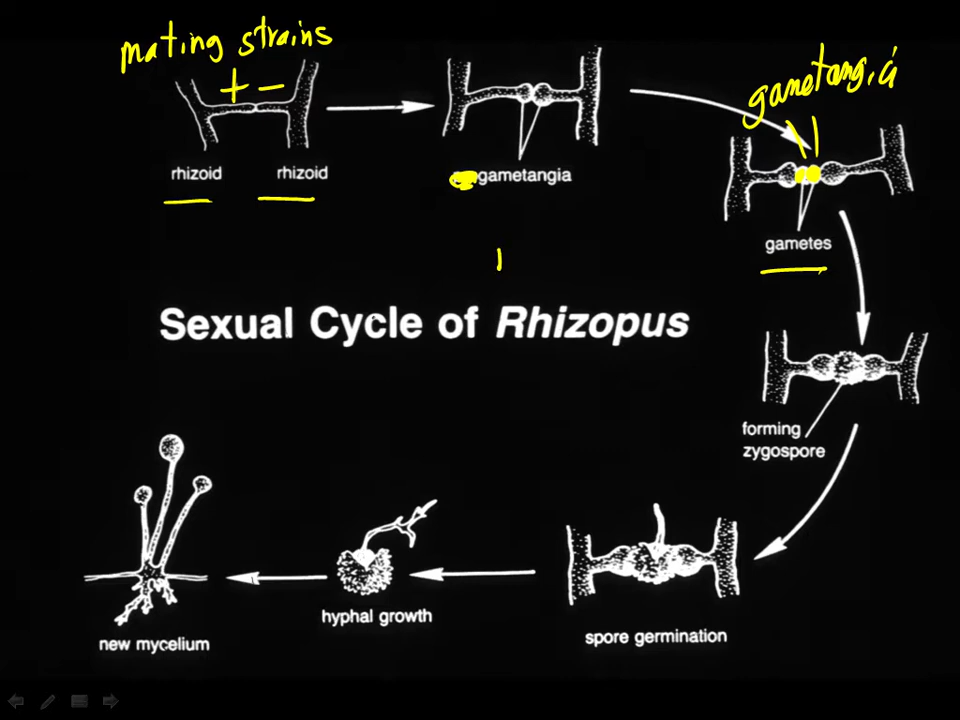 mating strains
+ –
gametangia
rhizoid rhizoid
gametangia
gametes
Sexual Cycle of Rhizopus
forming
zygospore
hyphal growth
spore germination
new mycelium